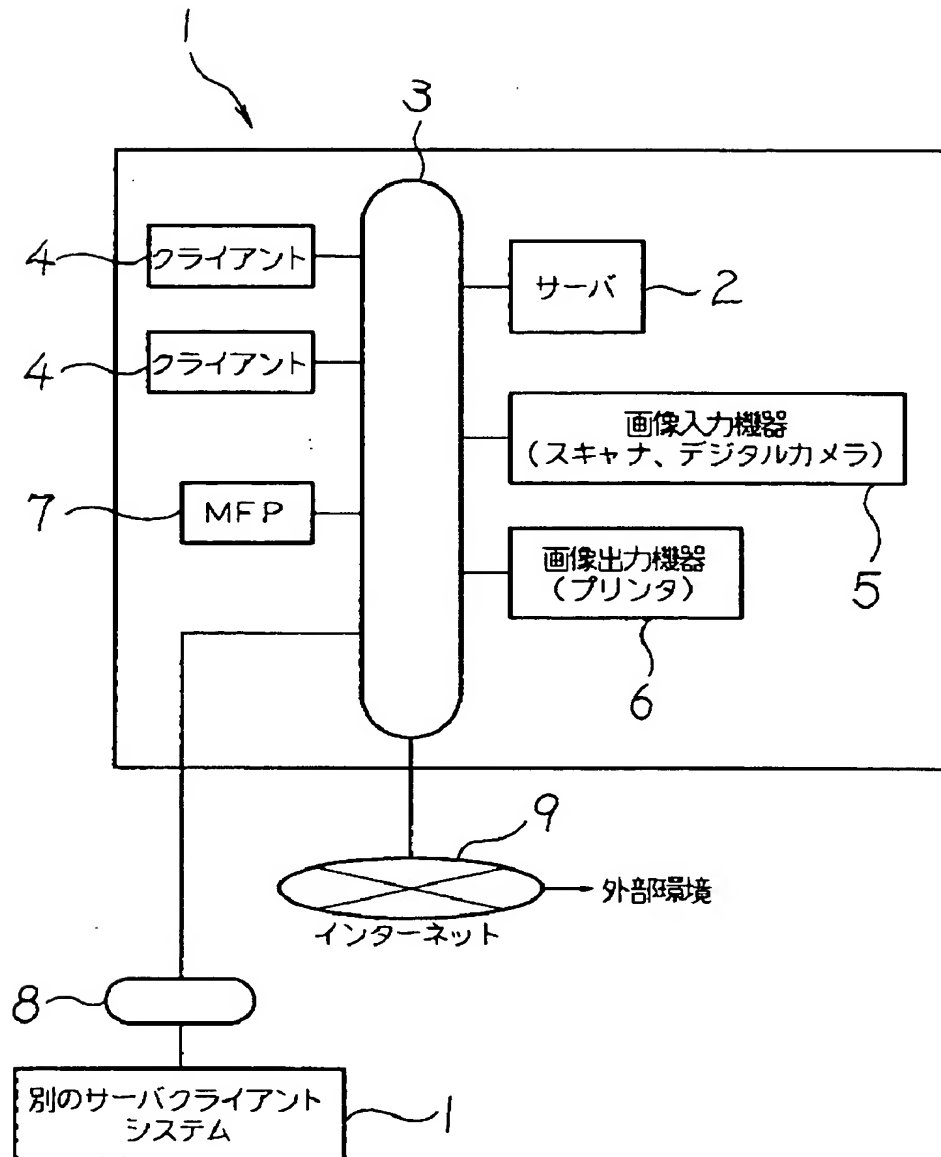 1
3
4 クライアント
サーバ 2
4 クライアント
画像入力機器
(スキャナ、デジタルカメラ)
5
7 MFP
画像出力機器
(プリンタ)
6
9
外部環境
インターネット
8
別のサーバクライアント
システム
1